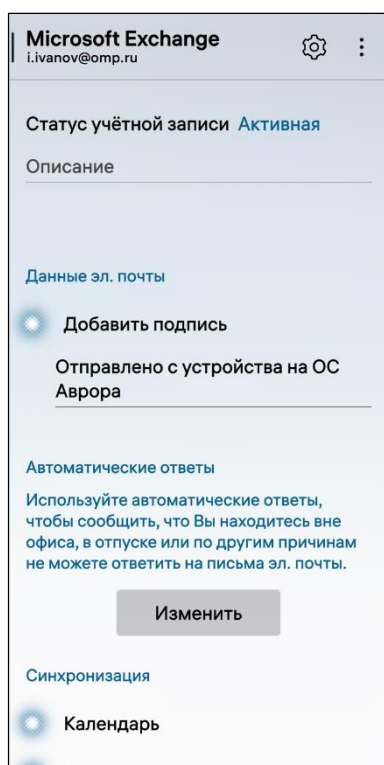 Microsoft Exchange
i.ivanov@omp.ru
Статус учётной записи Активная
Описание
Данные эл. почты
Добавить подпись
Отправлено с устройства на ОС
Аврора
Автоматические ответы
Используйте автоматические ответы,
чтобы сообщить, что Вы находитесь вне
офиса, в отпуске или по другим причинам
не можете ответить на письма эл. почты.
Изменить
Синхронизация
Календарь